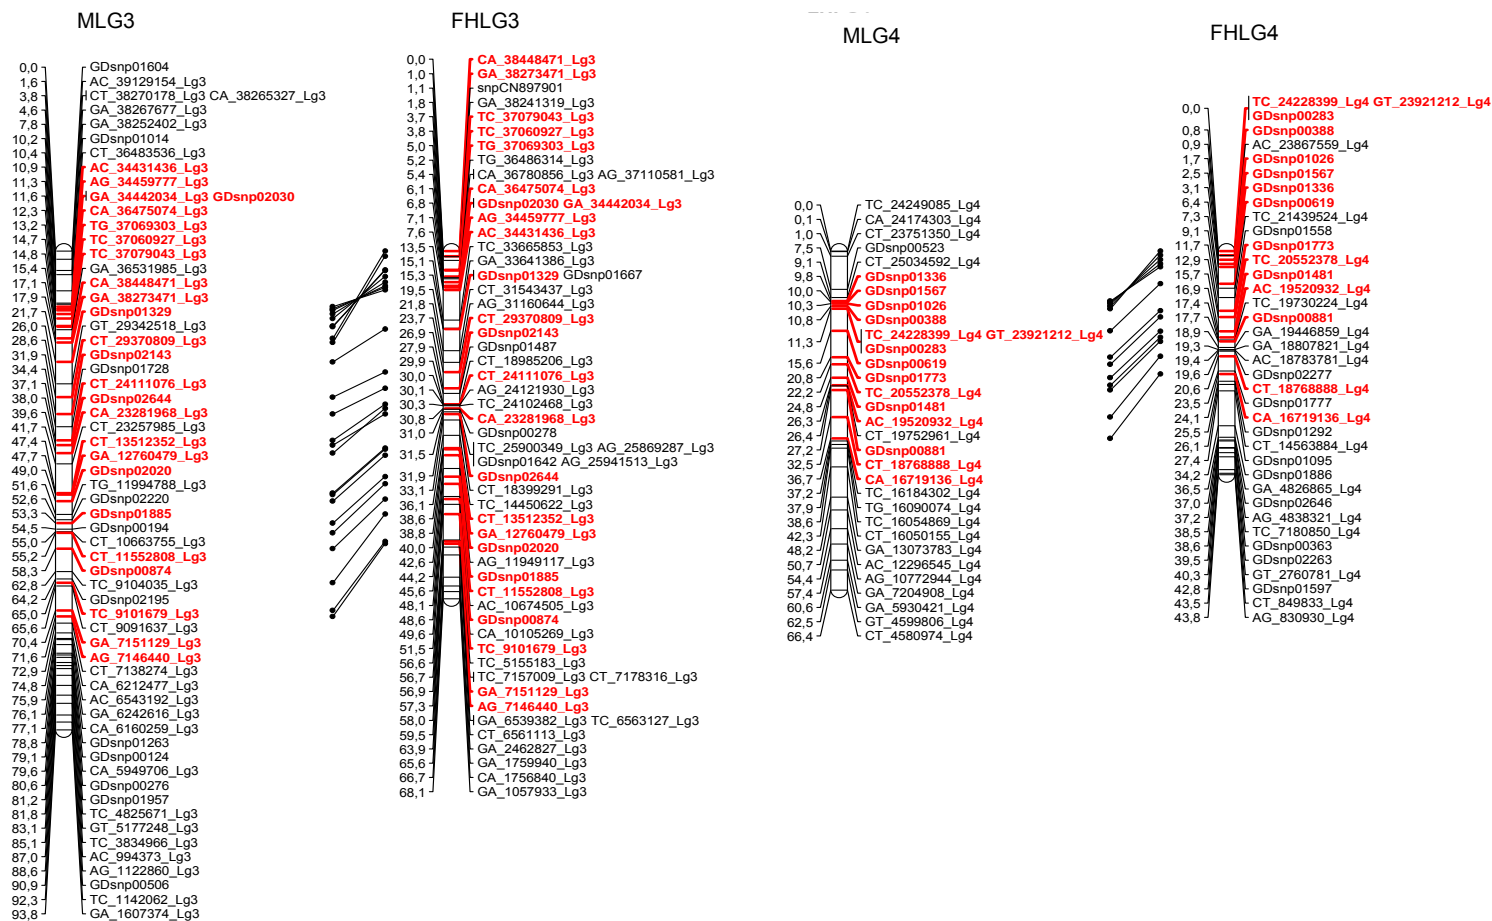 MLG3
0,0 GDsnp01604
1,6 AC_39129154_Lg3
3,8 CT_38270178_Lg3 CA_38265327_Lg3
4,6 GA_38267677_Lg3
7,8 GA_38252402_Lg3
10,2 GDsnp01014
10,4 CT_36483536_Lg3
10,9 AC_34431436_Lg3
11,3 AG_34459777_Lg3
11,6 GA_34442034_Lg3 GDsnp02030
12,3 CA_36475074_Lg3
13,2 TG_37069303_Lg3
14,7 TC_37060927_Lg3
14,8 TC_37079043_Lg3
15,4 GA_36531985_Lg3
17,1 CA_38448471_Lg3
17,9 GA_38273471_Lg3
21,7 GDsnp01329
26,0 GT_29342518_Lg3
28,6 CT_29370809_Lg3
31,9 GDsnp02143
34,4 GDsnp01728
37,1 CT_24111076_Lg3
38,0 GDsnp02644
39,6 CA_23281968_Lg3
41,7 CT_23257985_Lg3
47,4 CT_13512352_Lg3
47,7 GA_12760479_Lg3
49,0 GDsnp02020
51,6 TG_11994788_Lg3
52,6 GDsnp02220
53,3 GDsnp01885
54,5 GDsnp00194
55,0 CT_10663755_Lg3
55,2 CT_11552808_Lg3
58,3 GDsnp00874
62,8 TC_9104035_Lg3
64,2 GDsnp02195
65,0 TC_9101679_Lg3
65,6 CT_9091637_Lg3
70,4 GA_7151129_Lg3
71,6 AG_7146440_Lg3
72,9 CT_7138274_Lg3
74,8 CA_6212477_Lg3
75,9 AC_6543192_Lg3
76,1 GA_6242616_Lg3
77,1 CA_6160259_Lg3
78,8 GDsnp01263
79,1 GDsnp00124
79,6 CA_5949706_Lg3
80,6 GDsnp00276
81,2 GDsnp01957
81,8 TC_4825671_Lg3
83,1 GT_5177248_Lg3
85,1 TC_3834966_Lg3
87,0 AC_994373_Lg3
88,6 AG_1122860_Lg3
90,9 GDsnp00506
92,3 TC_1142062_Lg3
93,8 GA_1607374_Lg3
FHLG3
0,0 CA_38448471_Lg3
1,0 GA_38273471_Lg3
1,1 snpCN897901
1,8 GA_38241319_Lg3
3,7 TC_37079043_Lg3
3,8 TC_37060927_Lg3
5,0 TG_37069303_Lg3
5,2 TG_36486314_Lg3
5,4 CA_36780856_Lg3 AG_37110581_Lg3
6,1 CA_36475074_Lg3
6,8 GDsnp02030 GA_34442034_Lg3
7,1 AG_34459777_Lg3
7,6 AC_34431436_Lg3
13,5 TC_33665853_Lg3
15,1 GA_33641386_Lg3
15,3 GDsnp01329 GDsnp01667
19,5 CT_31543437_Lg3
21,8 AG_31160644_Lg3
23,7 CT_29370809_Lg3
26,9 GDsnp02143
27,9 GDsnp01487
29,9 CT_18985206_Lg3
30,0 CT_24111076_Lg3
30,1 AG_24121930_Lg3
30,3 TC_24102468_Lg3
30,8 CA_23281968_Lg3
31,0 GDsnp00278
31,5 TC_25900349_Lg3 AG_25869287_Lg3
GDsnp01642 AG_25941513_Lg3
31,9 GDsnp02644
33,1 CT_18399291_Lg3
36,1 TC_14450622_Lg3
38,6 CT_13512352_Lg3
38,8 GA_12760479_Lg3
40,0 GDsnp02020
42,6 AG_11949117_Lg3
44,2 GDsnp01885
45,6 CT_11552808_Lg3
48,1 AC_10674505_Lg3
48,6 GDsnp00874
49,6 CA_10105269_Lg3
51,5 TC_9101679_Lg3
56,6 TC_5155183_Lg3
56,7 TC_7157009_Lg3 CT_7178316_Lg3
56,9 GA_7151129_Lg3
57,3 AG_7146440_Lg3
58,0 GA_6539382_Lg3 TC_6563127_Lg3
59,5 CT_6561113_Lg3
63,9 GA_2462827_Lg3
65,6 GA_1759940_Lg3
66,7 CA_1756840_Lg3
68,1 GA_1057933_Lg3
MLG4
0,0 TC_24249085_Lg4
0,1 CA_24174303_Lg4
1,0 CT_23751350_Lg4
7,5 GDsnp00523
9,1 CT_25034592_Lg4
9,8 GDsnp01336
10,0 GDsnp01567
10,3 GDsnp01026
10,8 GDsnp00388
11,3 TC_24228399_Lg4 GT_23921212_Lg4
GDsnp00283
15,6 GDsnp00619
20,8 GDsnp01773
22,2 TC_20552378_Lg4
24,8 GDsnp01481
26,3 AC_19520932_Lg4
26,4 CT_19752961_Lg4
27,2 GDsnp00881
32,5 CT_18768888_Lg4
36,7 CA_16719136_Lg4
37,2 TC_16184302_Lg4
37,9 TG_16090074_Lg4
38,6 TC_16054869_Lg4
42,3 CT_16050155_Lg4
48,2 GA_13073783_Lg4
50,7 AC_12296545_Lg4
54,4 AG_10772944_Lg4
57,4 GA_7204908_Lg4
60,6 GA_5930421_Lg4
62,5 GT_4599806_Lg4
66,4 CT_4580974_Lg4
FHLG4
0,0 TC_24228399_Lg4 GT_23921212_Lg4
GDsnp00283
0,8 GDsnp00388
0,9 AC_23867559_Lg4
1,7 GDsnp01026
2,5 GDsnp01567
3,1 GDsnp01336
6,4 GDsnp00619
7,3 TC_21439524_Lg4
9,1 GDsnp01558
11,7 GDsnp01773
12,9 TC_20552378_Lg4
15,7 GDsnp01481
16,9 AC_19520932_Lg4
17,4 TC_19730224_Lg4
17,7 GDsnp00881
18,9 GA_19446859_Lg4
19,3 GA_18807821_Lg4
19,4 AC_18783781_Lg4
19,6 GDsnp02277
20,6 CT_18768888_Lg4
23,5 GDsnp01777
24,1 CA_16719136_Lg4
25,5 GDsnp01292
26,1 CT_14563884_Lg4
27,4 GDsnp01095
34,2 GDsnp01886
36,5 GA_4826865_Lg4
37,0 GDsnp02646
37,2 AG_4838321_Lg4
38,5 TC_7180850_Lg4
38,6 GDsnp00363
39,5 GDsnp02263
40,3 GT_2760781_Lg4
42,8 GDsnp01597
43,5 CT_849833_Lg4
43,8 AG_830930_Lg4